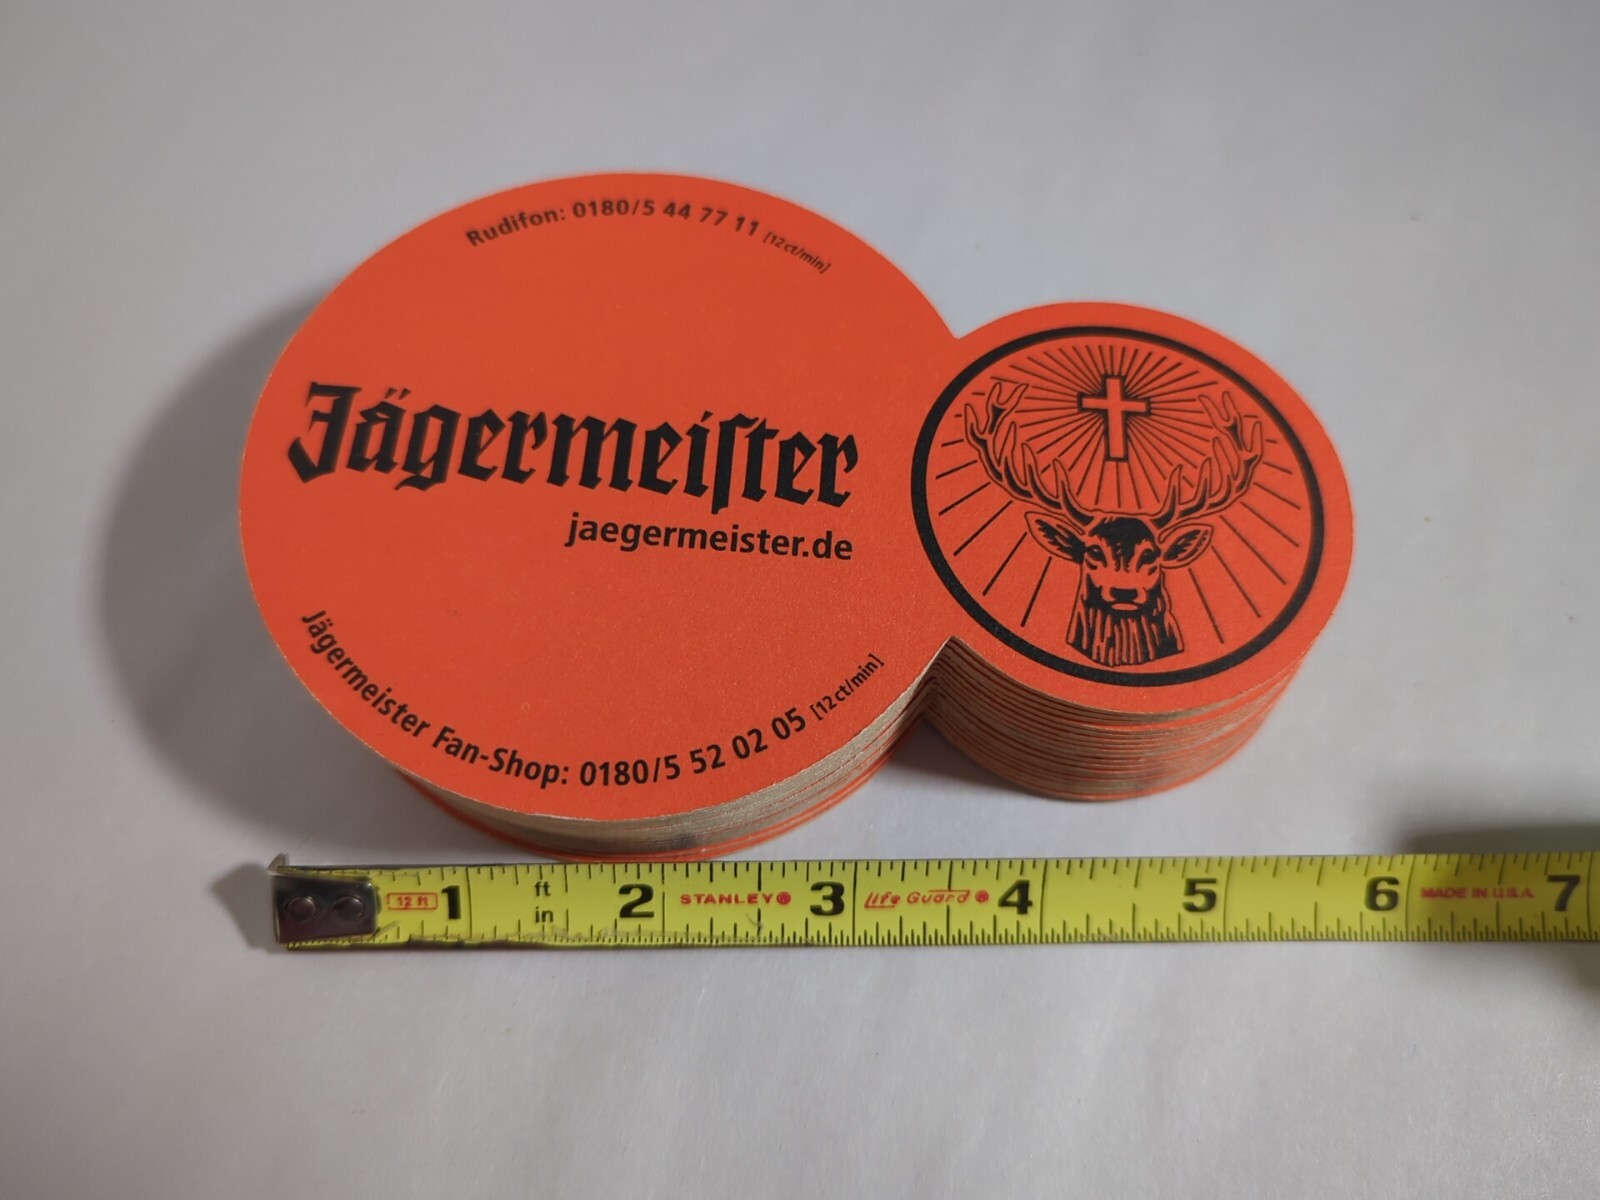 Rudifon: 0180/5 44 77 11 [12ct/min]
Jägermeiſter
jaegermeister.de
Jägermeister Fan-Shop: 0180/5 52 02 05 [12ct/min]
12 ft 1 ft in 2 STANLEY® 3 Life Guard® 4 5 6 MADE IN U.S.A. 7